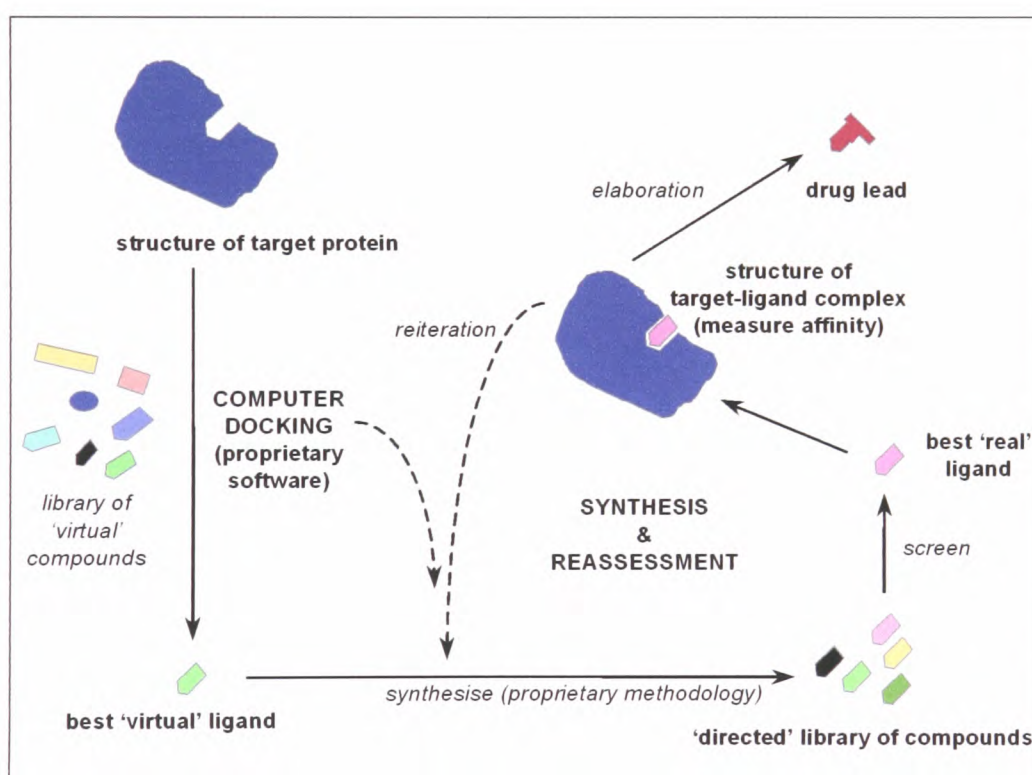 structure of target protein
library of
‘virtual’
compounds
COMPUTER
DOCKING
(proprietary
software)
best ‘virtual’ ligand
synthesise (proprietary methodology)
‘directed’ library of compounds
screen
best ‘real’
ligand
SYNTHESIS
&
REASSESSMENT
structure of
target-ligand complex
(measure affinity)
reiteration
elaboration
drug lead